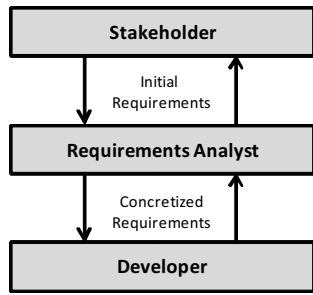 Stakeholder
Initial
Requirements
Requirements Analyst
Concretized
Requirements
Developer